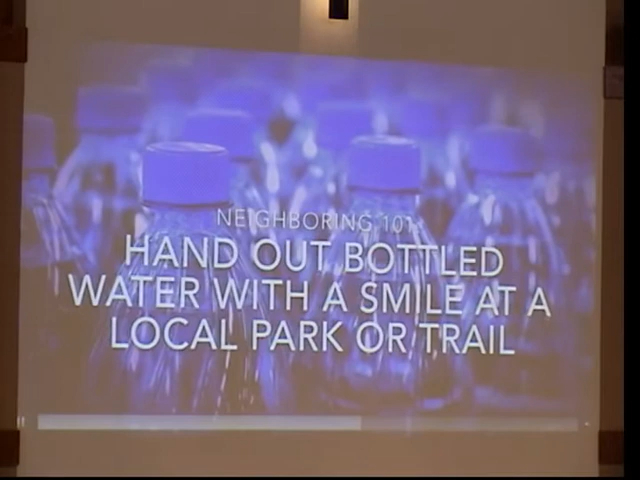 NEIGHBORING 101
HAND OUT BOTTLED
WATER WITH A SMILE AT A
LOCAL PARK OR TRAIL